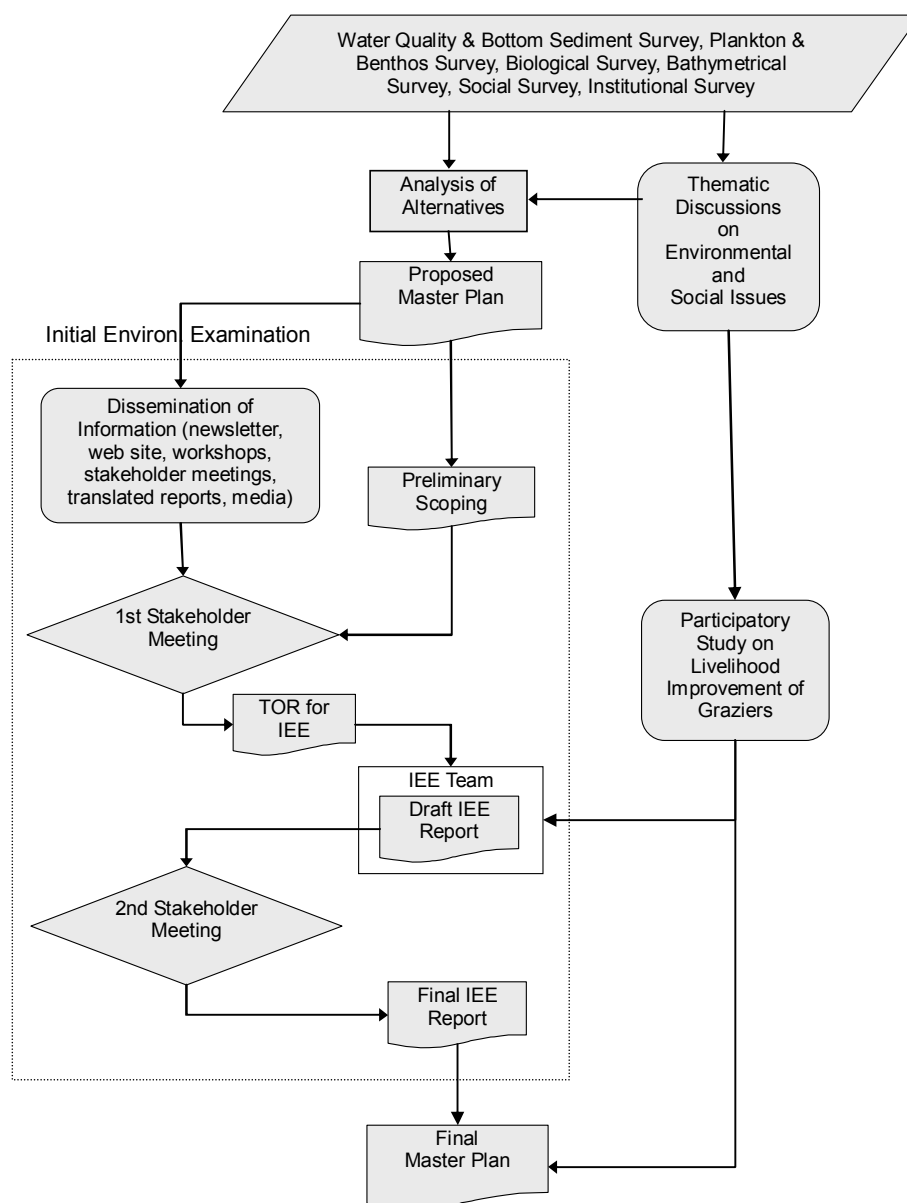 Water Quality & Bottom Sediment Survey, Plankton &
Benthos Survey, Biological Survey, Bathymetrical
Survey, Social Survey, Institutional Survey
Analysis of
Alternatives
Thematic
Discussions
on
Environmental
and
Social Issues
Proposed
Master Plan
Initial Environ. Examination
Dissemination of
Information (newsletter,
web site, workshops,
stakeholder meetings,
translated reports, media)
Preliminary
Scoping
1st Stakeholder
Meeting
Participatory
Study on
Livelihood
Improvement of
Graziers
TOR for
IEE
IEE Team
Draft IEE
Report
2nd Stakeholder
Meeting
Final IEE
Report
Final
Master Plan